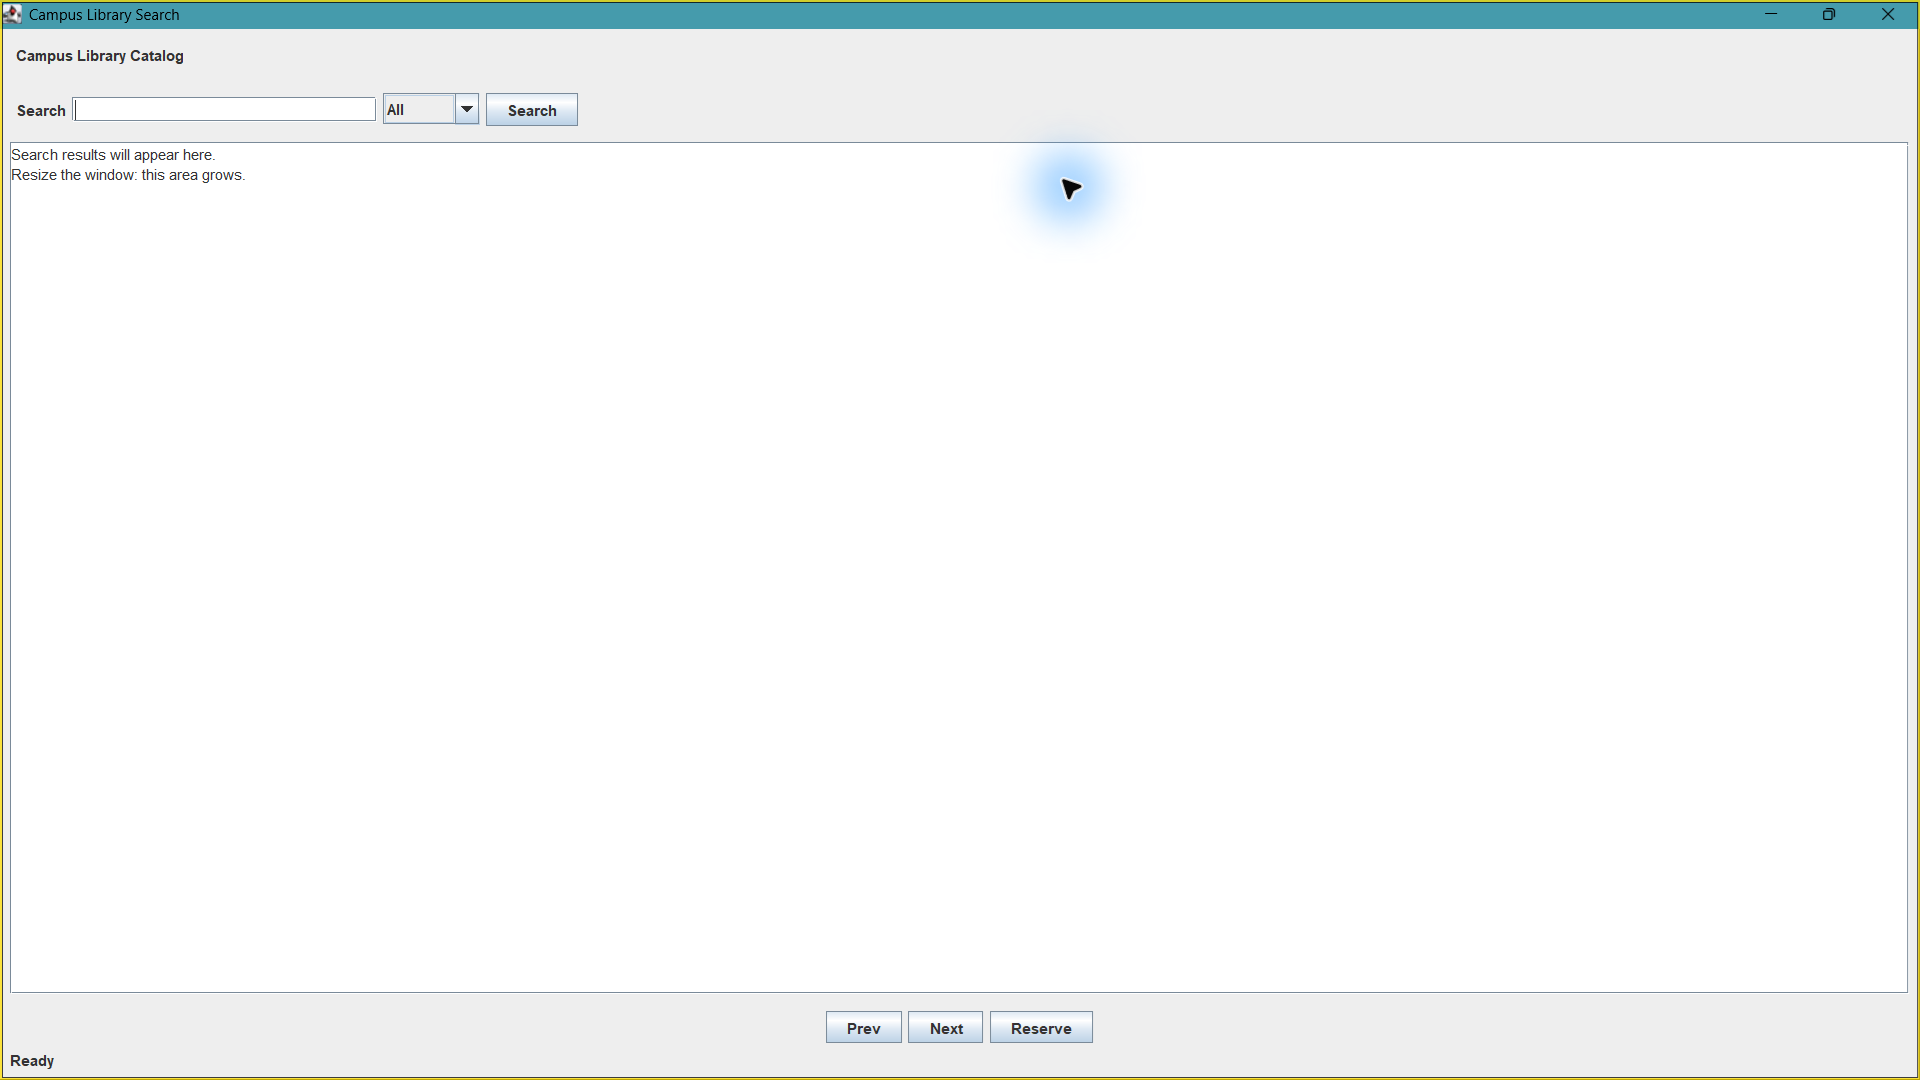 Campus Library Search
Campus Library Catalog
Search All Search
Search results will appear here.
Resize the window: this area grows.
Prev Next Reserve
Ready